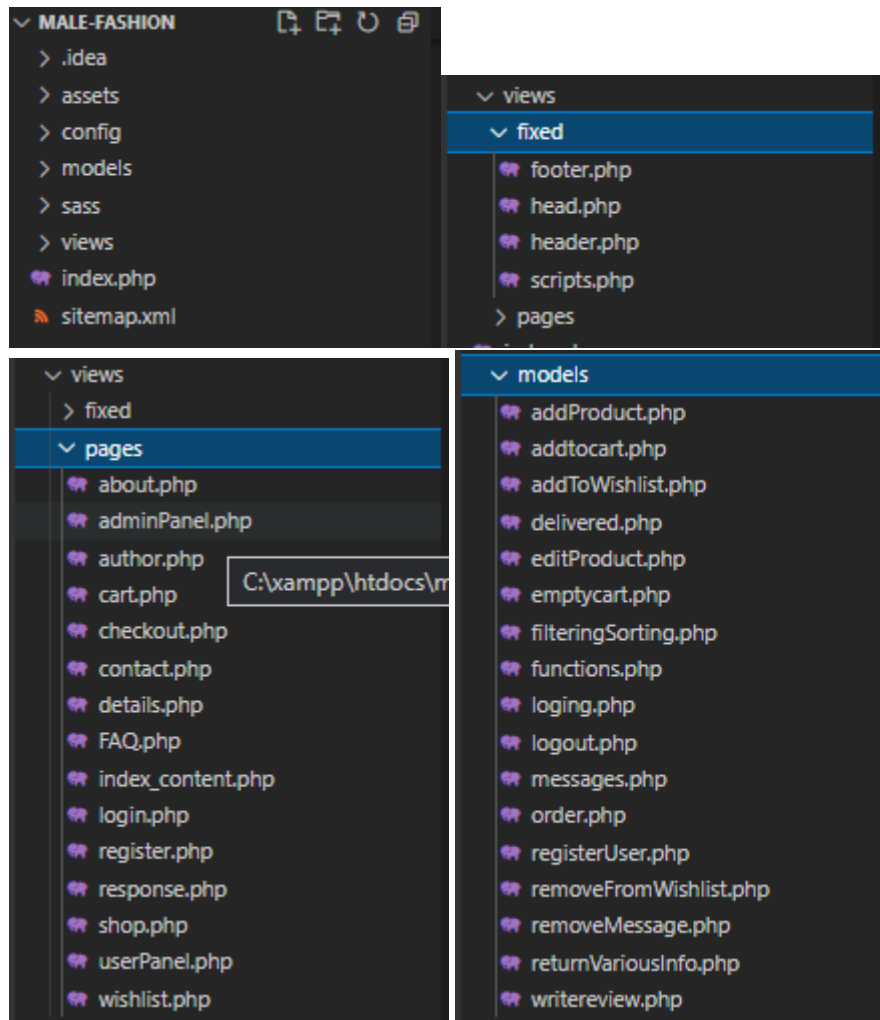 MALE-FASHION
.idea
assets
config
models
sass
views
index.php
sitemap.xml
views
fixed
footer.php
head.php
header.php
scripts.php
pages
views
fixed
pages
about.php
adminPanel.php
author.php
C:\xampp\htdocs\m
cart.php
checkout.php
contact.php
details.php
FAQ.php
index_content.php
login.php
register.php
response.php
shop.php
userPanel.php
wishlist.php
models
addProduct.php
addtocart.php
addToWishlist.php
delivered.php
editProduct.php
emptycart.php
filteringSorting.php
functions.php
loging.php
logout.php
messages.php
order.php
registerUser.php
removeFromWishlist.php
removeMessage.php
returnVariousInfo.php
writereview.php